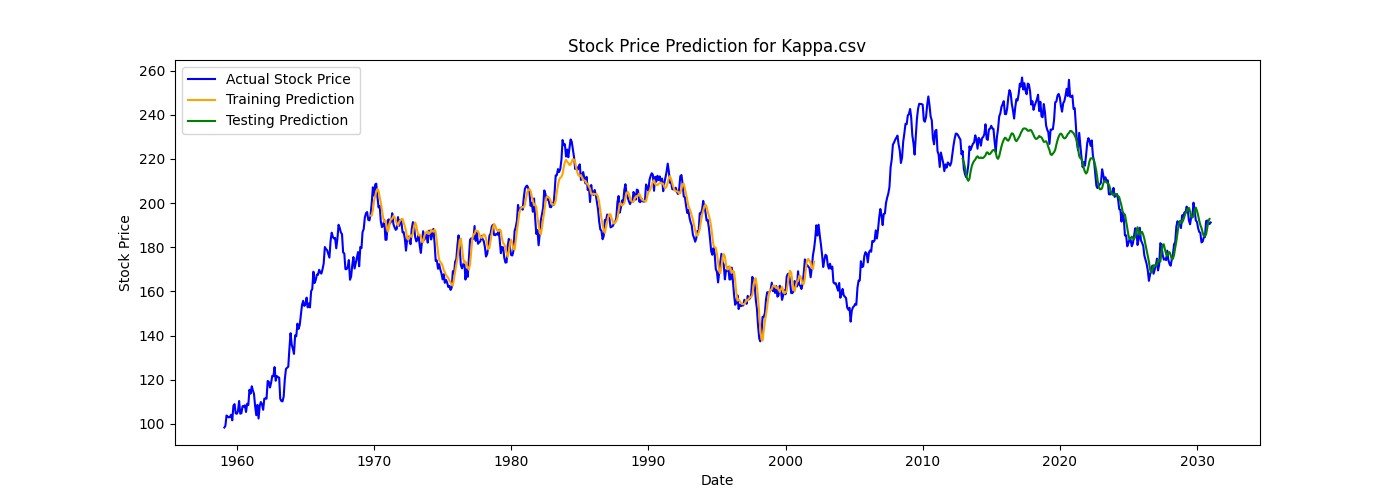 Stock Price Prediction for Kappa.csv
Actual Stock Price
Training Prediction
Testing Prediction
Stock Price
260
240
220
200
180
160
140
120
100
1960
1970
1980
1990
2000
2010
2020
2030
Date